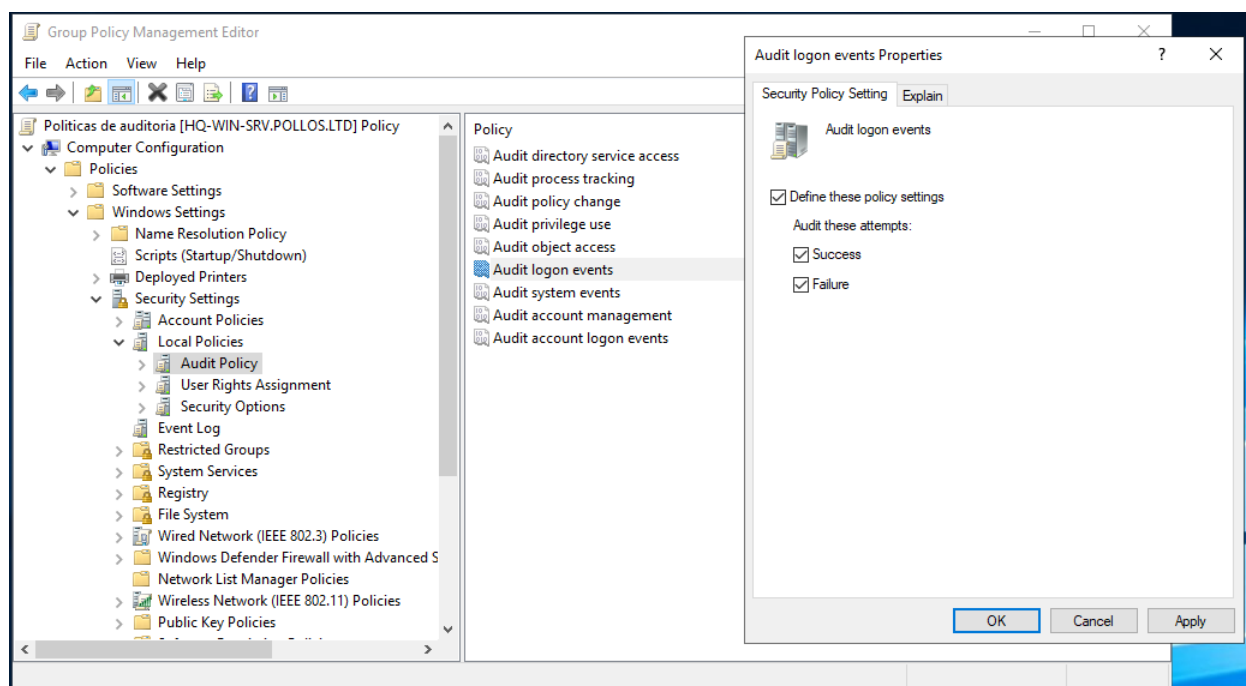 Group Policy Management Editor
File Action View Help
Politicas de auditoria [HQ-WIN-SRV.POLLOS.LTD] Policy
Computer Configuration
Policies
Software Settings
Windows Settings
Name Resolution Policy
Scripts (Startup/Shutdown)
Deployed Printers
Security Settings
Account Policies
Local Policies
Audit Policy
User Rights Assignment
Security Options
Event Log
Restricted Groups
System Services
Registry
File System
Wired Network (IEEE 802.3) Policies
Windows Defender Firewall with Advanced S
Network List Manager Policies
Wireless Network (IEEE 802.11) Policies
Public Key Policies
Policy
Audit directory service access
Audit process tracking
Audit policy change
Audit privilege use
Audit object access
Audit logon events
Audit system events
Audit account management
Audit account logon events
Audit logon events Properties
Security Policy Setting Explain
Audit logon events
Define these policy settings
Audit these attempts:
Success
Failure
OK Cancel Apply